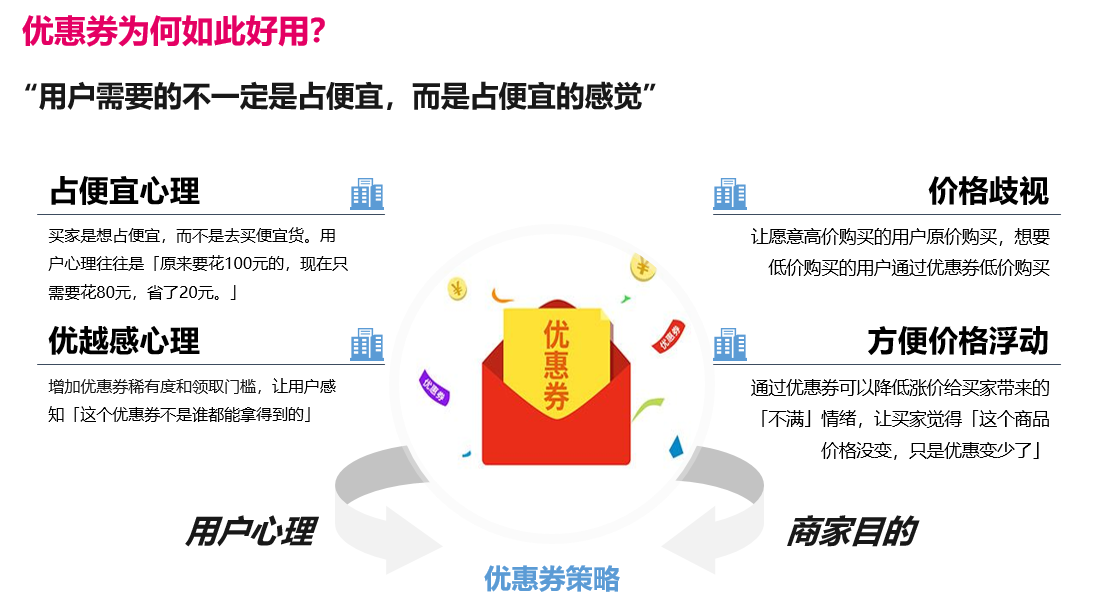 优惠券为何如此好用？
“用户需要的不一定是占便宜，而是占便宜的感觉”
占便宜心理
买家是想占便宜，而不是去买便宜货。用
户心理往往是「原来要花100元的，现在只
需要花80元，省了20元。」
优越感心理
增加优惠券稀有度和领取门槛，让用户感
知「这个优惠券不是谁都能拿得到的」
价格歧视
让愿意高价购买的用户原价购买，想要
低价购买的用户通过优惠券低价购买
方便价格浮动
通过优惠券可以降低涨价给买家带来的
「不满」情绪，让买家觉得「这个商品
价格没变，只是优惠变少了」
¥
¥
优
惠
券
优惠券
优惠券
用户心理
商家目的
优惠券策略